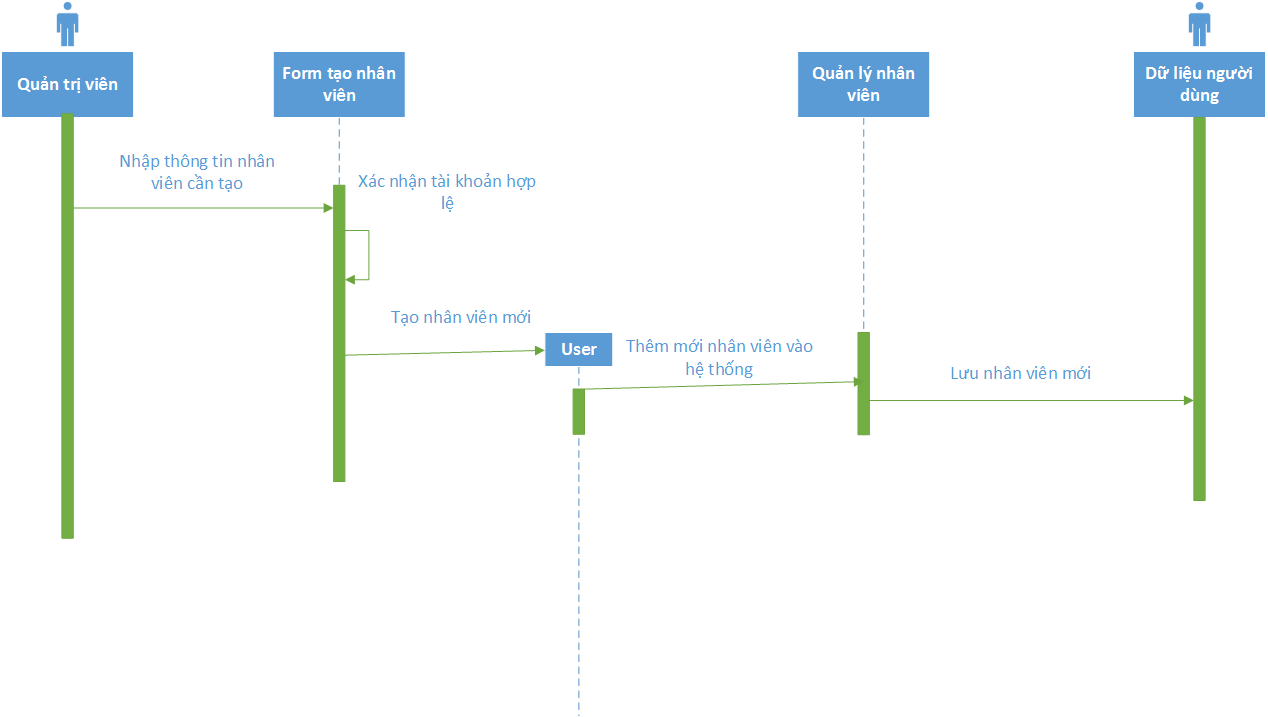 Quản trị viên
Form tạo nhân
viên
Quản lý nhân
viên
Dữ liệu người
dùng
Nhập thông tin nhân
viên cần tạo
Xác nhận tài khoản hợp
lệ
Tạo nhân viên mới
User
Thêm mới nhân viên vào
hệ thống
Lưu nhân viên mới